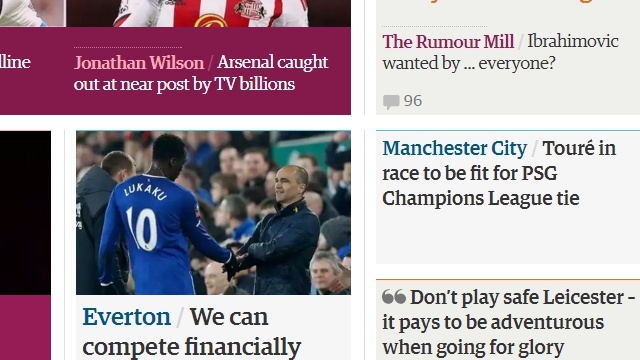 dline
Jonathan Wilson / Arsenal caught
out at near post by TV billions
The Rumour Mill / Ibrahimovic
wanted by ... everyone?
96
LUKAKU
10
Everton / We can
compete financially
Manchester City / Touré in
race to be fit for PSG
Champions League tie
Don't play safe Leicester –
it pays to be adventurous
when going for glory